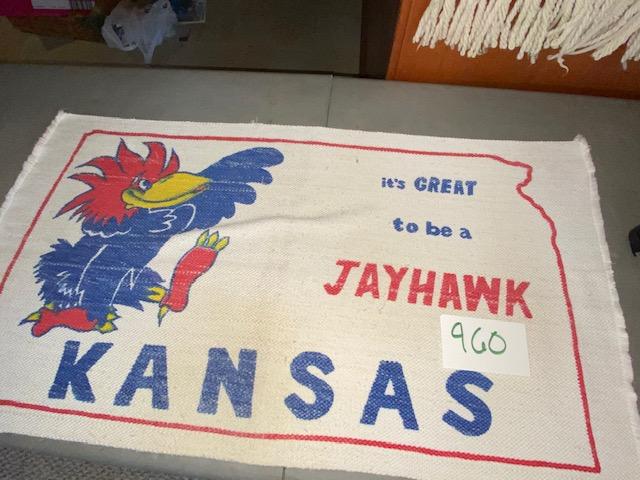 it's GREAT
to be a
JAYHAWK
960
KANSAS